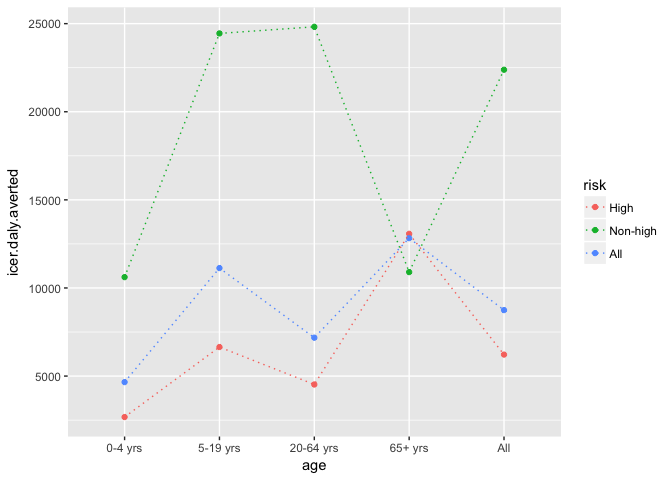 25000
20000
15000
10000
5000
icer.daly.averted
0-4 yrs
5-19 yrs
20-64 yrs
65+ yrs
All
age
risk
High
Non-high
All